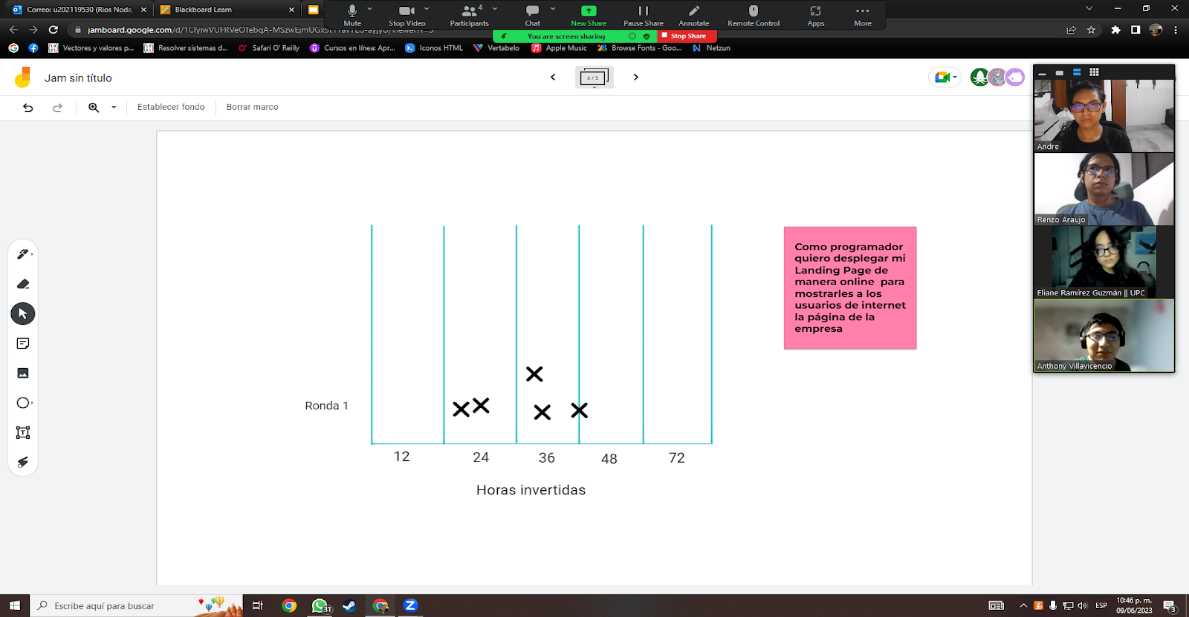 Correo: u202119530 (Rios Noda,
Blackboard Learn
Mute
Stop Video
Participants
4
Chat
New Share
Pause Share
Annotate
Remote Control
Apps
More
You are screen sharing
Stop Share
Vectores y valores p...
Resolver sistemas d...
Safari O' Reilly
Cursos en línea: Apr...
Iconos HTML
Vertabelo
Apple Music
Browse Fonts - Goo...
Netzun
Jam sin título
4 / 5
Establecer fondo
Borrar marco
Andre
Renzo Araujo
Eliane Ramírez Guzmán || UPC
Anthony Villavicencio
Como programador
quiero desplegar mi
Landing Page de
manera online para
mostrarles a los
usuarios de internet
la página de la
empresa
Ronda 1
12 24 36 48 72
Horas invertidas
Escribe aquí para buscar
31
ESP
10:46 p. m.
09/06/2023
3